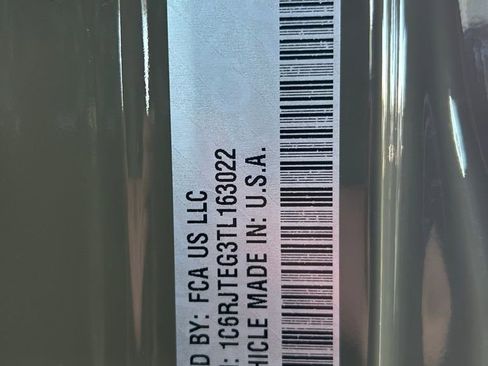 D BY: FCA US LLC
: 1C6RJTEG3TL163022
HICLE MADE IN: U.S.A.